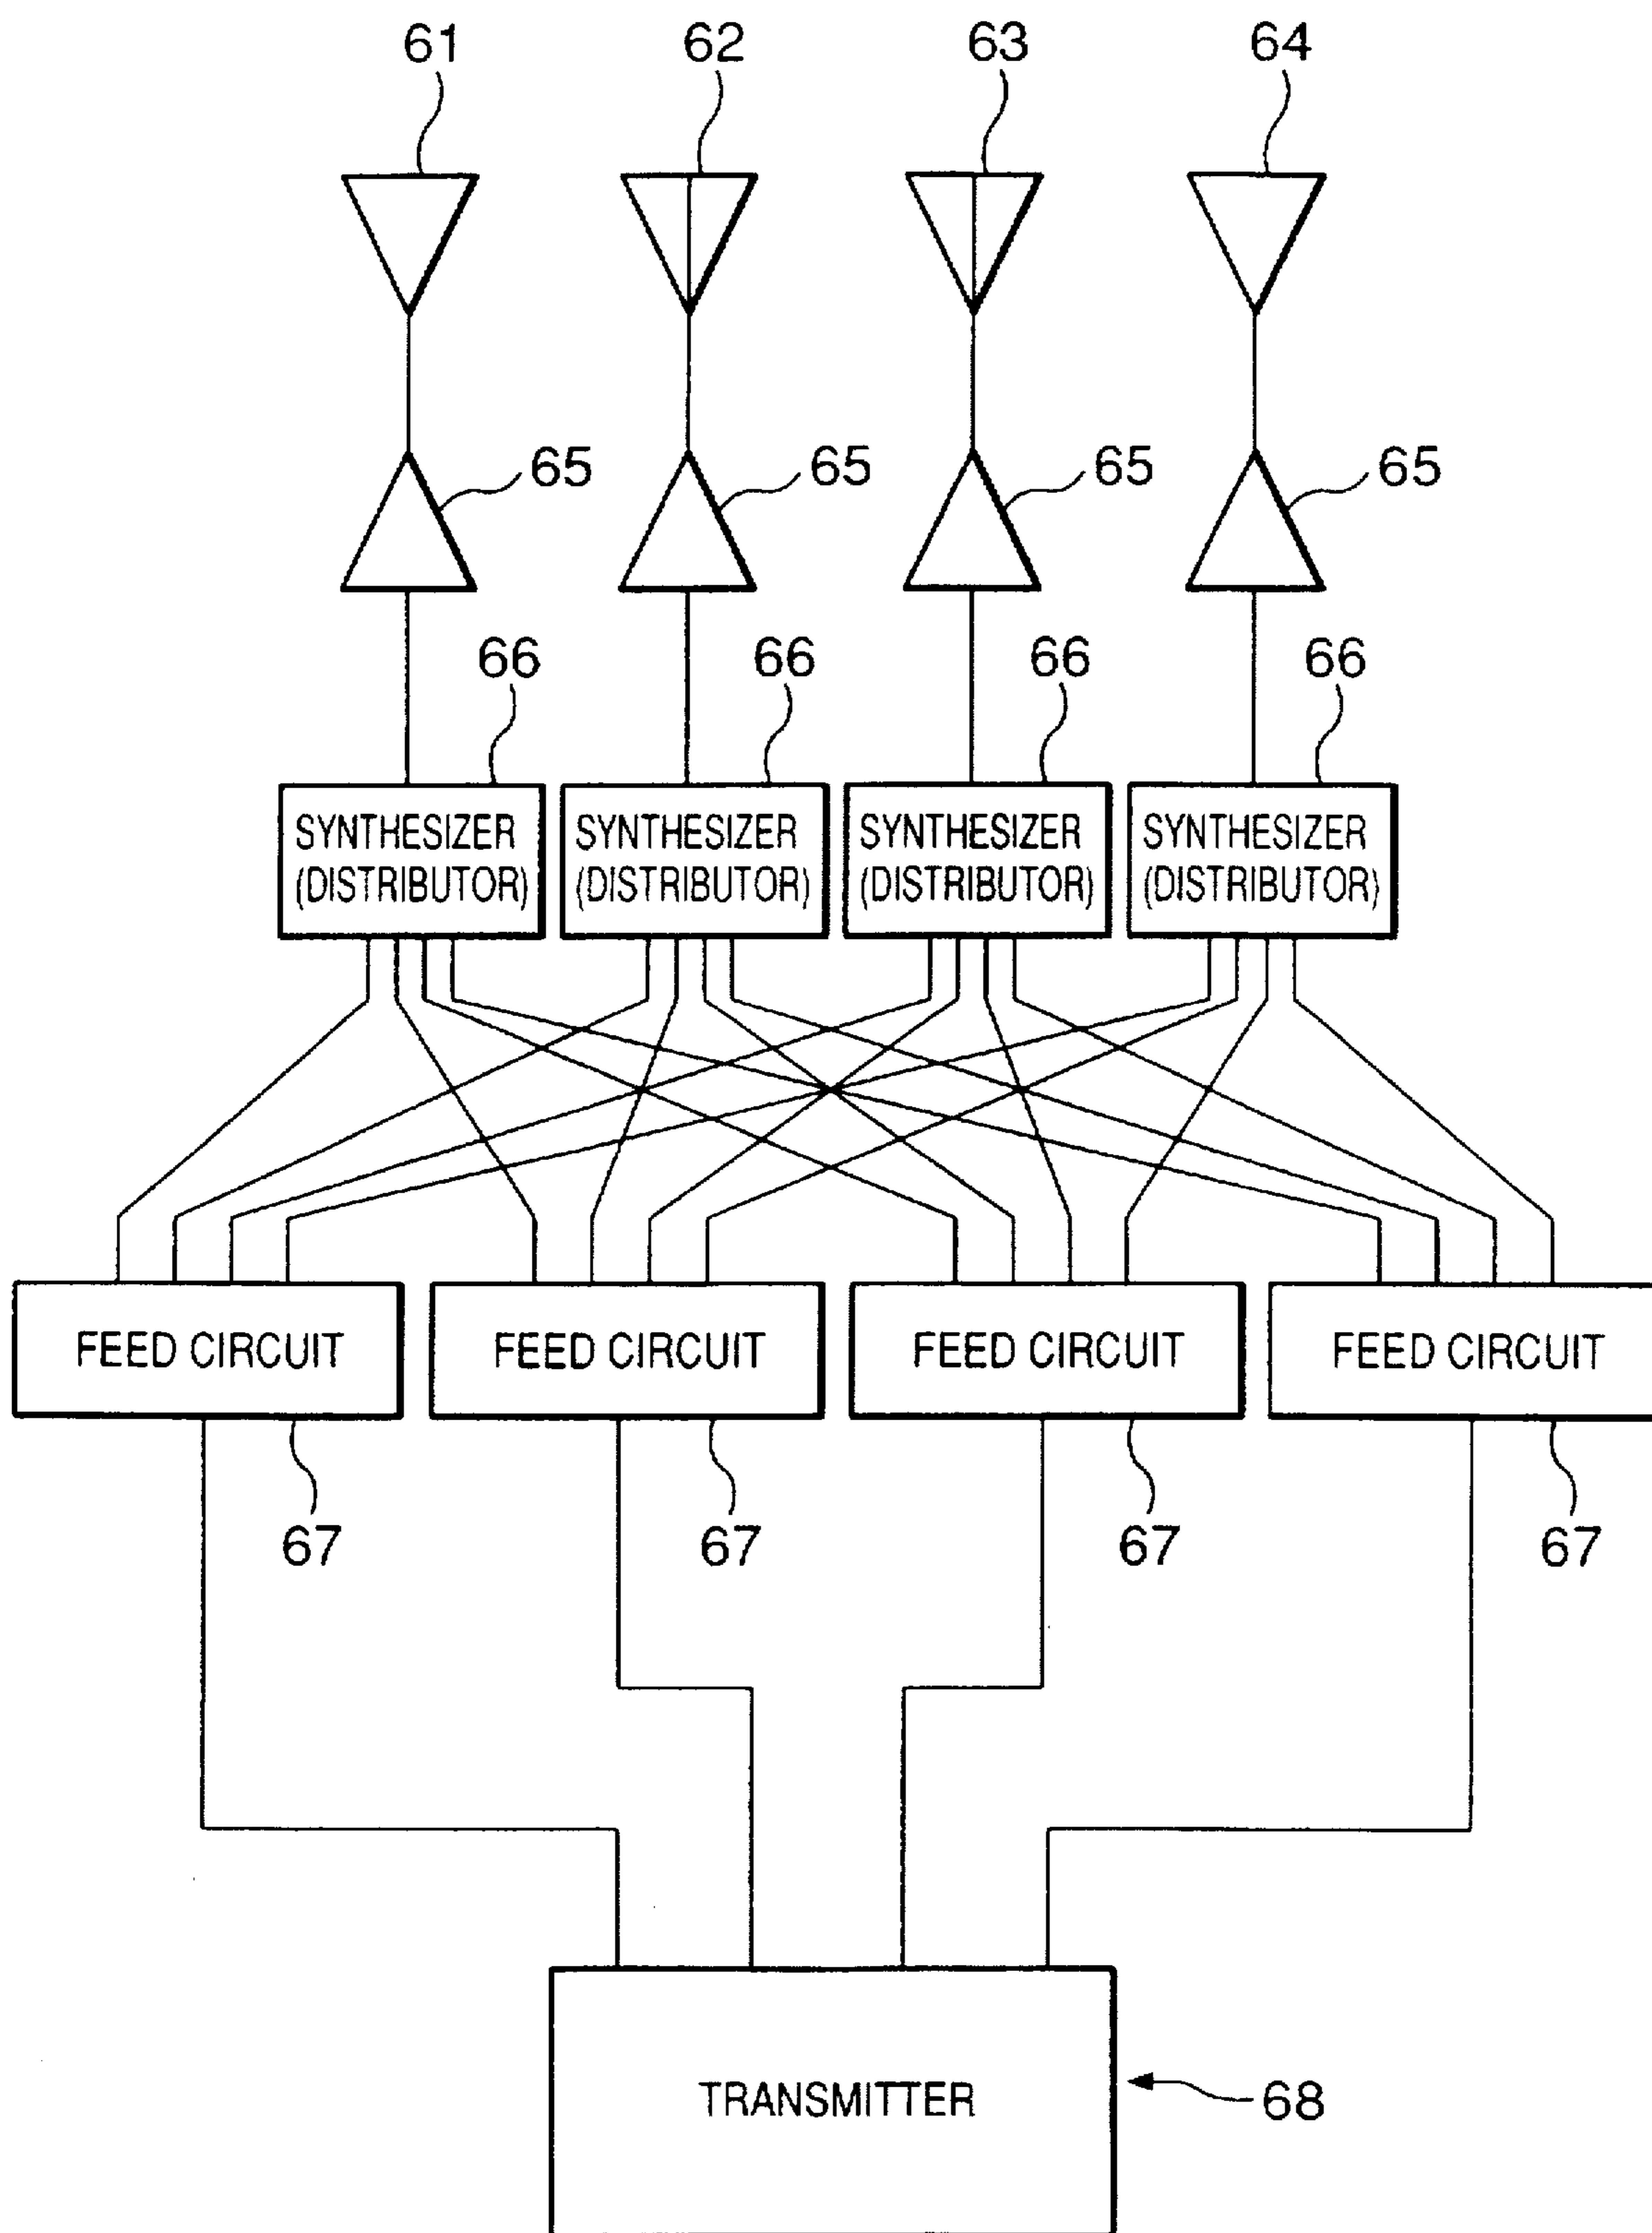 61 62 63 64
65 65 65 65
66 66 66 66
SYNTHESIZER SYNTHESIZER SYNTHESIZER SYNTHESIZER
(DISTRIBUTOR) (DISTRIBUTOR) (DISTRIBUTOR) (DISTRIBUTOR)
FEED CIRCUIT FEED CIRCUIT FEED CIRCUIT FEED CIRCUIT
67 67 67 67
TRANSMITTER 68